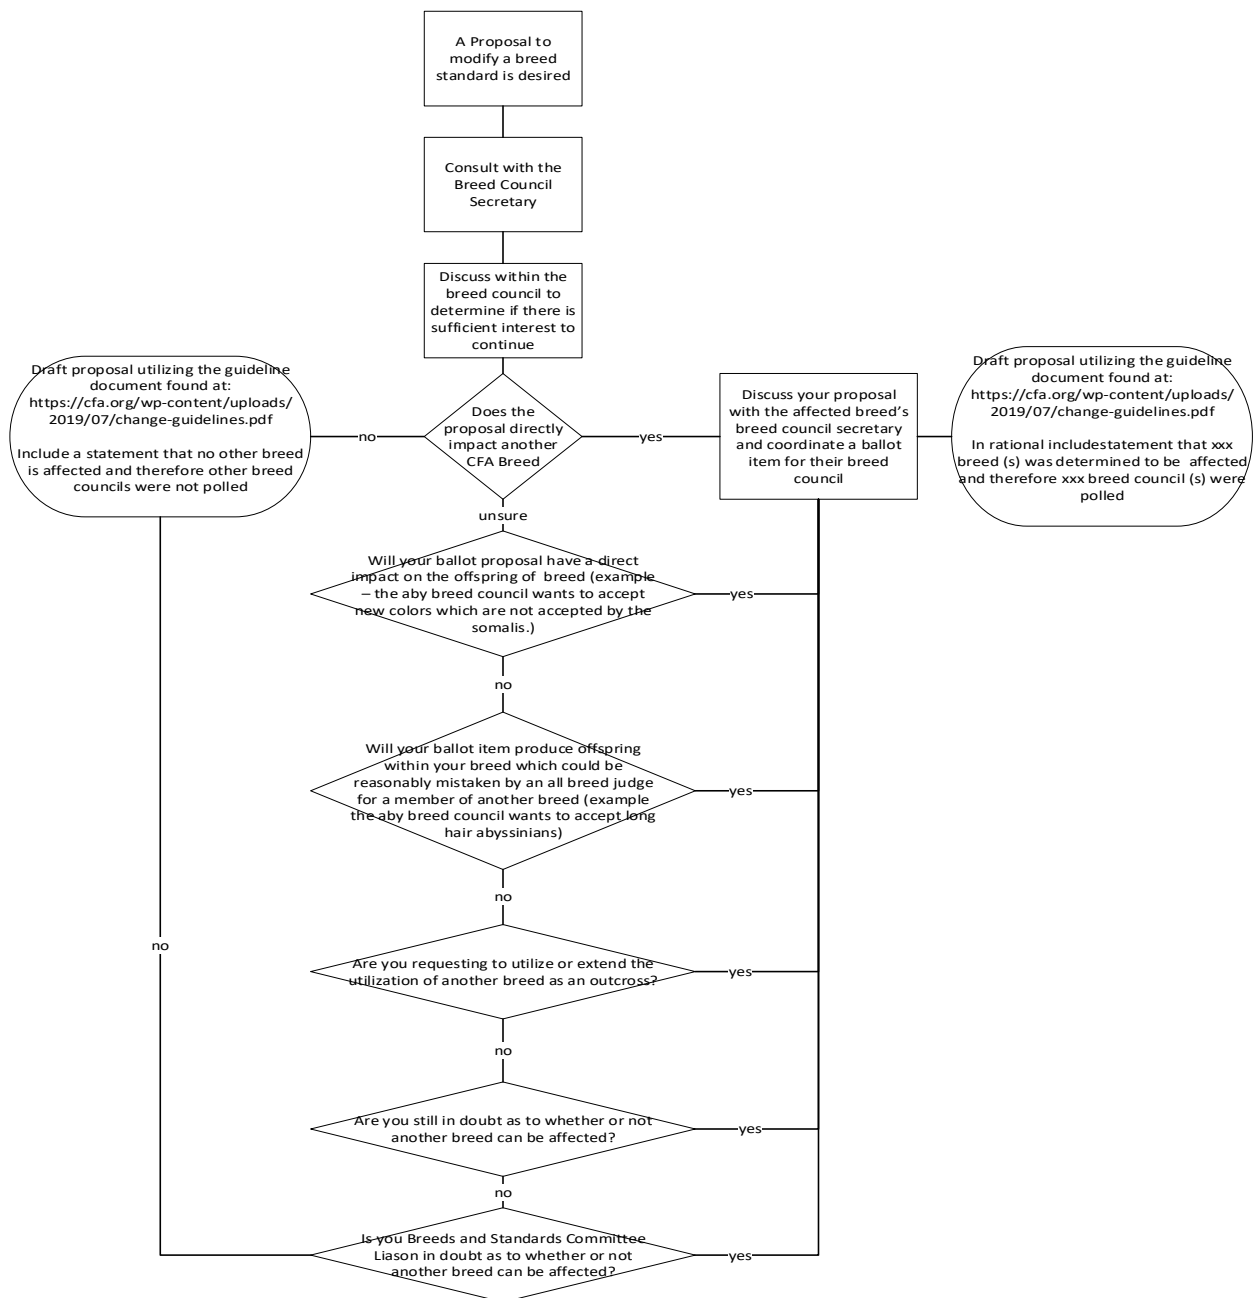 A Proposal to
modify a breed
standard is desired
Consult with the
Breed Council
Secretary
Discuss within the
breed council to
determine if there is
sufficient interest to
continue
Draft proposal utilizing the guideline
document found at:
https://cfa.org/wp-content/uploads/
2019/07/change-guidelines.pdf
Include a statement that no other breed
is affected and therefore other breed
councils were not polled
no
Does the
proposal directly
impact another
CFA Breed
yes
Discuss your proposal
with the affected breed’s
breed council secretary
and coordinate a ballot
item for their breed
council
Draft proposal utilizing the guideline
document found at:
https://cfa.org/wp-content/uploads/
2019/07/change-guidelines.pdf
In rational includestatement that xxx
breed (s) was determined to be  affected
and therefore xxx breed council (s) were
polled
unsure
Will your ballot proposal have a direct
impact on the offspring of  breed (example
– the aby breed council wants to accept
new colors which are not accepted by the
somalis.)
yes
no
Will your ballot item produce offspring
within your breed which could be
reasonably mistaken by an all breed judge
for a member of another breed (example
the aby breed council wants to accept long
hair abyssinians)
yes
no
no
Are you requesting to utilize or extend the
utilization of another breed as an outcross?
yes
no
Are you still in doubt as to whether or not
another breed can be affected?
yes
no
Is you Breeds and Standards Committee
Liason in doubt as to whether or not
another breed can be affected?
yes